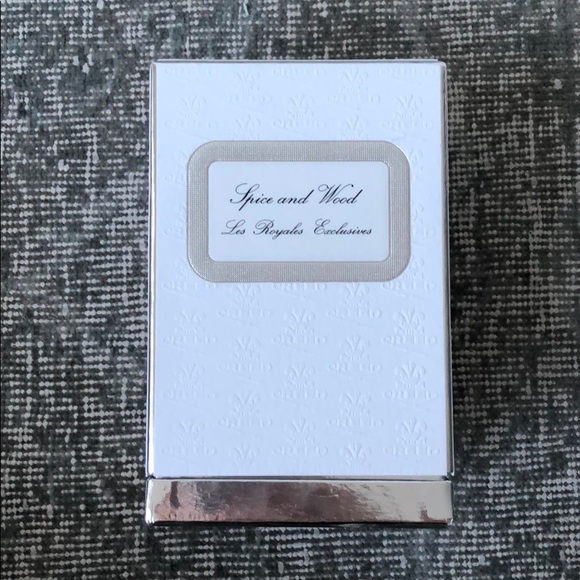 Spice and Wood
Les Royales Exclusives